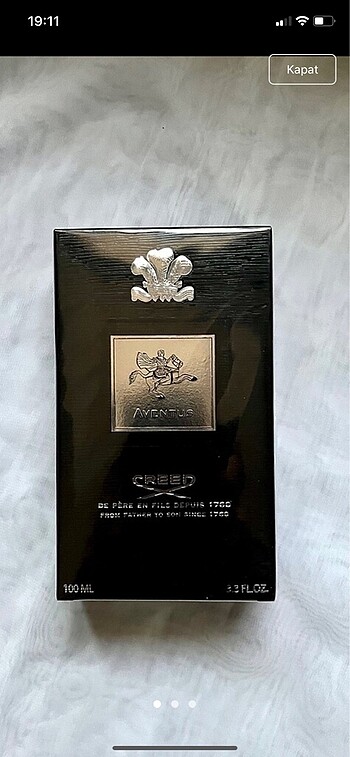 19:11
Kapat
AVENTUS
CREED
DE PÈRE EN FILS DEPUIS 1760
FROM FATHER TO SON SINCE 1760
100 ML
3.3 FL.OZ.